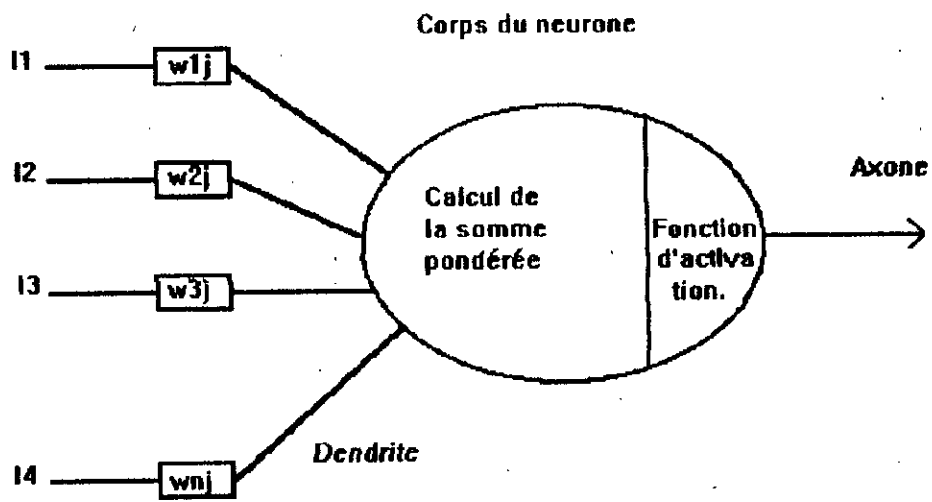 Corps du neurone
I1
w1j
I2
w2j
I3
w3j
I4
wnj
Dendrite
Calcul de
la somme
pondérée
Fonction
d'activa
tion.
Axone